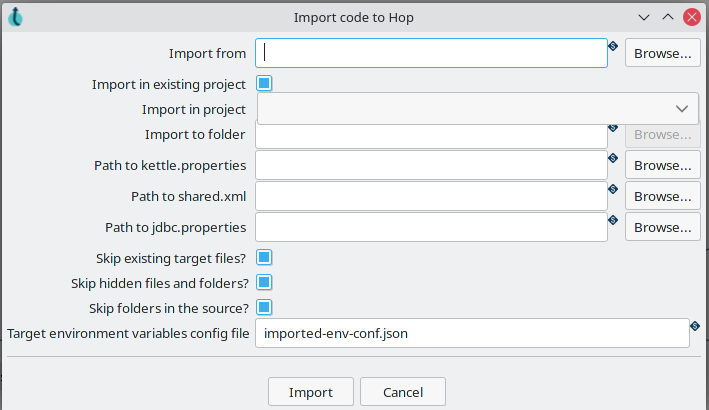 Import code to Hop
Import from Browse...
Import in existing project
Import in project
Import to folder Browse...
Path to kettle.properties Browse...
Path to shared.xml Browse...
Path to jdbc.properties Browse...
Skip existing target files?
Skip hidden files and folders?
Skip folders in the source?
Target environment variables config file imported-env-conf.json
Import Cancel